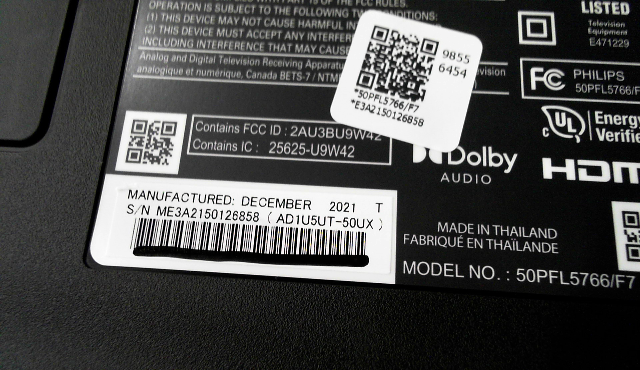 OPERATION IS SUBJECT TO THE FOLLOWING TWO CONDITIONS:
(1) THIS DEVICE MAY NOT CAUSE HARMFUL
(2) THIS DEVICE MUST ACCEPT ANY
INCLUDING INTERFERENCE THAT MAY CAUSE
Analog and Digital Television Receiving
analogique et numérique, Canada BETS-7 / NTM
9855
6454
*50PFL5766/F7
*E3A2150126858
LISTED
Television
Equipment
E471229
FC PHILIPS
50PFL5766/F
UL Energy
Verifie
Contains FCC ID : 2AU3BU9W42
Contains IC : 25625-U9W42
Dolby
AUDIO
HDM
MANUFACTURED: DECEMBER 2021 T
S/N ME3A2150126858 ( AD1U5UT-50UX )
MADE IN THAILAND
FABRIQUÉ EN THAÏLANDE
MODEL NO. : 50PFL5766/F7